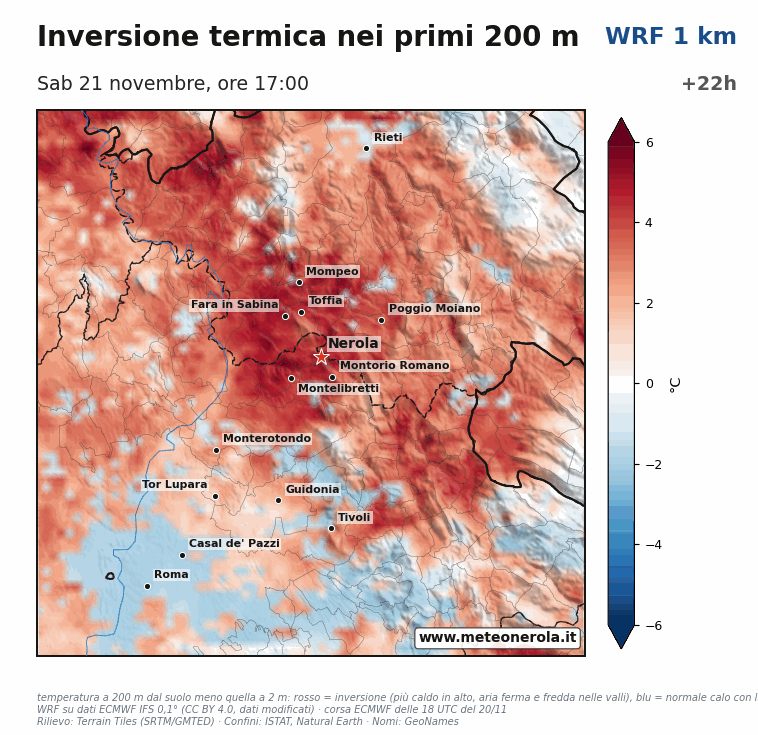 Inversione termica nei primi 200 m
WRF 1 km
Sab 21 novembre, ore 17:00
+22h
Rieti
Mompeo
Toffia
Fara in Sabina
Poggio Moiano
Nerola
Montorio Romano
Montelibretti
Monterotondo
Tor Lupara
Guidonia
Tivoli
Casal de' Pazzi
Roma
www.meteonerola.it
6
4
2
0
−2
−4
−6
°C
temperatura a 200 m dal suolo meno quella a 2 m: rosso = inversione (più caldo in alto, aria ferma e fredda nelle valli), blu = normale calo con l
WRF su dati ECMWF IFS 0,1° (CC BY 4.0, dati modificati) · corsa ECMWF delle 18 UTC del 20/11
Rilievo: Terrain Tiles (SRTM/GMTED) · Confini: ISTAT, Natural Earth · Nomi: GeoNames